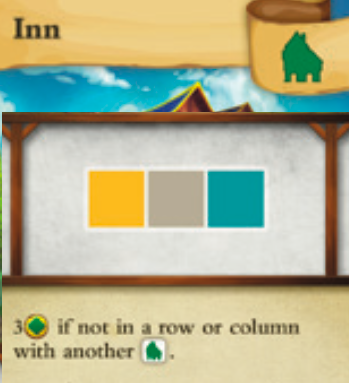 Inn
3 if not in a row or column
with another .